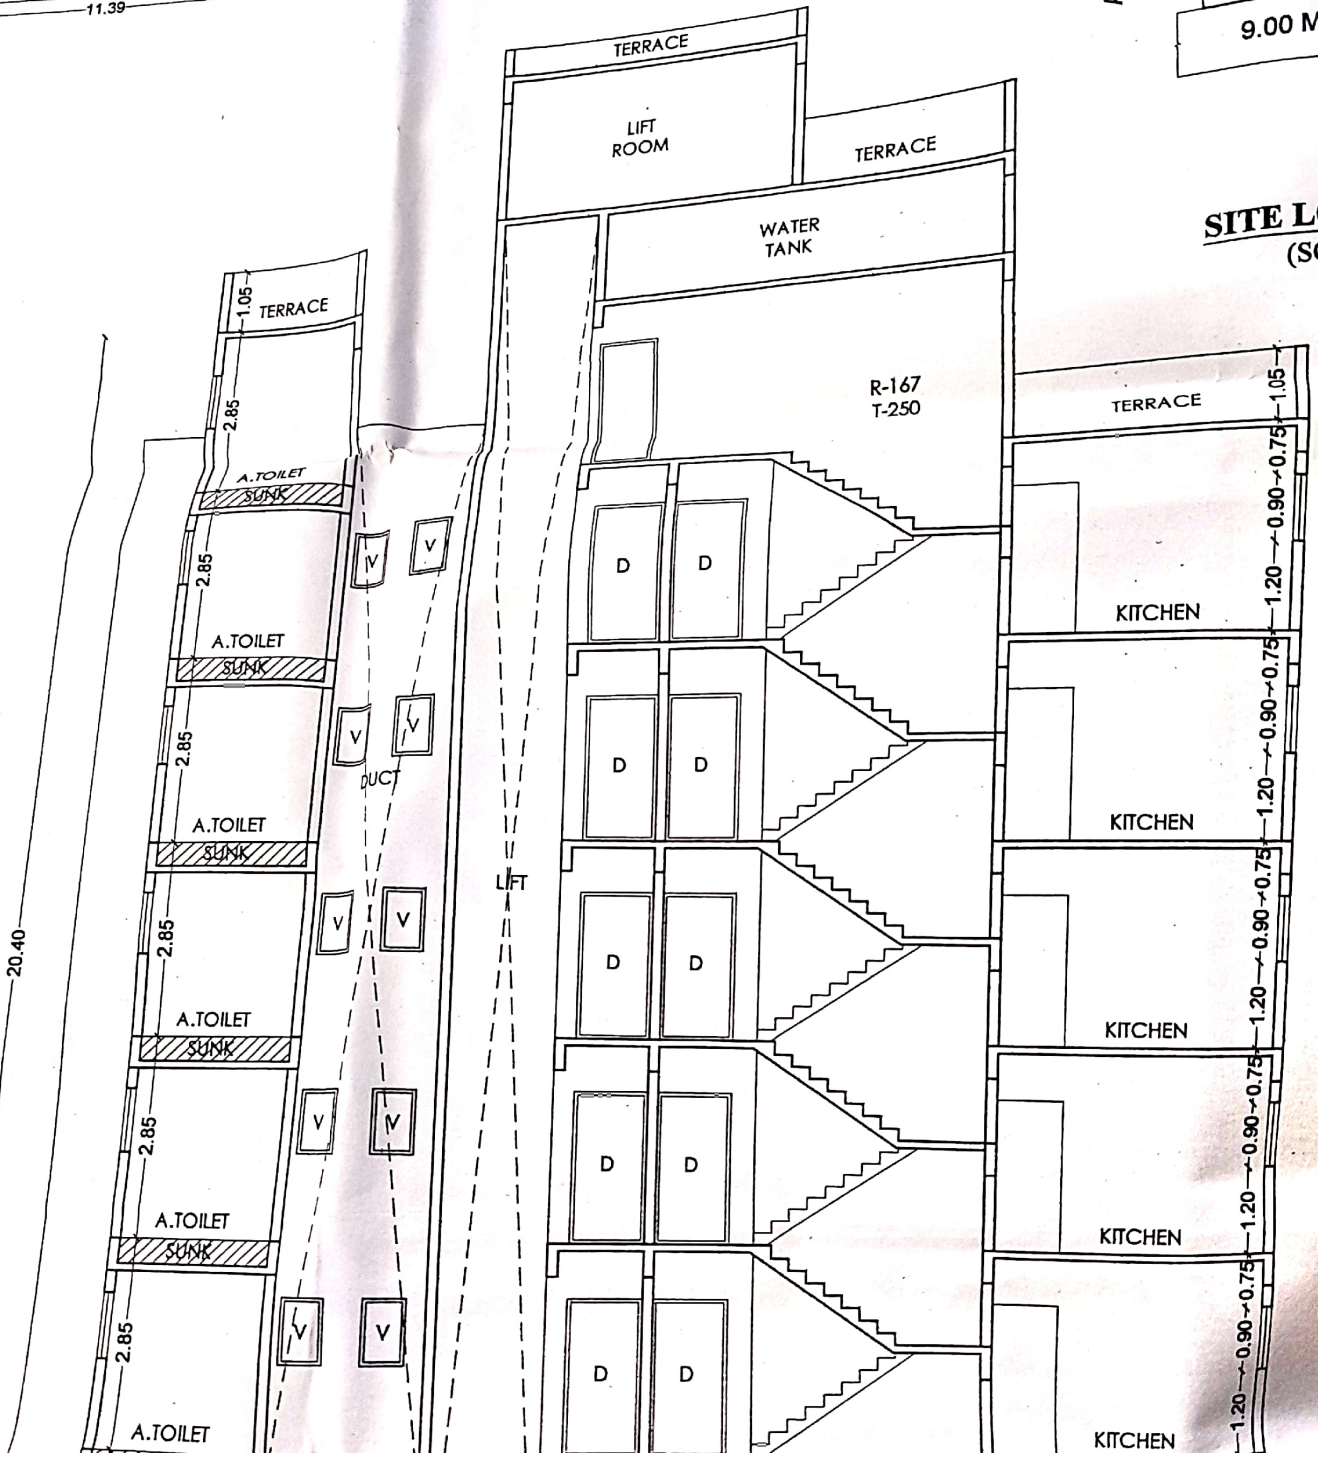 11.39
9.00 M
TERRACE
LIFT
ROOM
TERRACE
WATER
TANK
SITE L
(S
1.05
TERRACE
2.85
R-167
T-250
TERRACE
1.05
A.TOILET
SUNK
V
V
D
D
2.85
0.75
0.90
1.20
KITCHEN
A.TOILET
SUNK
V
V
DUCT
D
D
2.85
0.75
0.90
1.20
KITCHEN
A.TOILET
SUNK
LIFT
V
V
D
D
20.40
2.85
0.75
0.90
1.20
KITCHEN
A.TOILET
SUNK
V
V
D
D
2.85
0.75
0.90
1.20
KITCHEN
A.TOILET
SUNK
V
V
D
D
2.85
0.75
0.90
1.20
A.TOILET
KITCHEN